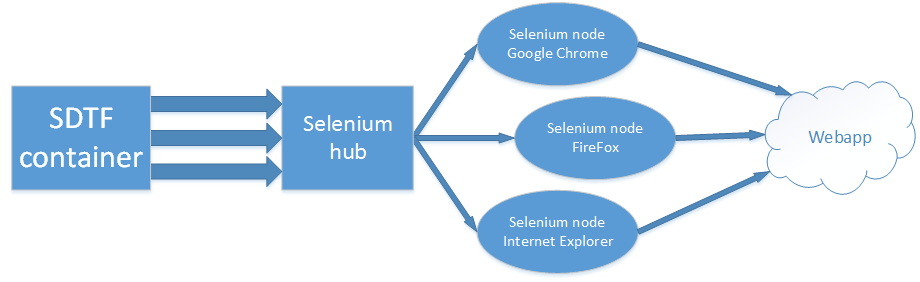 SDTF
container
Selenium
hub
Selenium node
Google Chrome
Selenium node
FireFox
Selenium node
Internet Explorer
Webapp